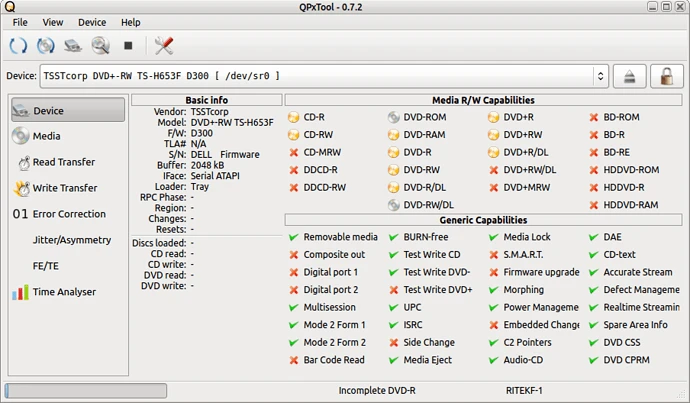 QPxTool - 0.7.2
File View Device Help
Device: TSSTcorp DVD+-RW TS-H653F D300 [ /dev/sr0 ]
Device
Media
Read Transfer
Write Transfer
01 Error Correction
Jitter/Asymmetry
FE/TE
Time Analyser
Basic info
Vendor: TSSTcorp
Model: DVD+-RW TS-H653F
F/W: D300
TLA# N/A
S/N: DELL Firmware
Buffer: 2048 kB
IFace: Serial ATAPI
Loader: Tray
RPC Phase: -
Region: -
Changes: -
Resets: -
Discs loaded: -
CD read: -
CD write: -
DVD read: -
DVD write: -
Media R/W Capabilities
CD-R DVD-ROM DVD+R BD-ROM
CD-RW DVD-RAM DVD+RW BD-R
CD-MRW DVD-R DVD+R/DL BD-RE
DDCD-R DVD-RW DVD+RW/DL HDDVD-ROM
DDCD-RW DVD-R/DL DVD+MRW HDDVD-R
DVD-RW/DL HDDVD-RAM
Generic Capabilities
Removable media BURN-free Media Lock DAE
Composite out Test Write CD S.M.A.R.T. CD-text
Digital port 1 Test Write DVD- Firmware upgrade Accurate Stream
Digital port 2 Test Write DVD+ Morphing Defect Manageme
Multisession UPC Power Manageme Realtime Streamin
Mode 2 Form 1 ISRC Embedded Change Spare Area Info
Mode 2 Form 2 Side Change C2 Pointers DVD CSS
Bar Code Read Media Eject Audio-CD DVD CPRM
Incomplete DVD-R RITEKF-1